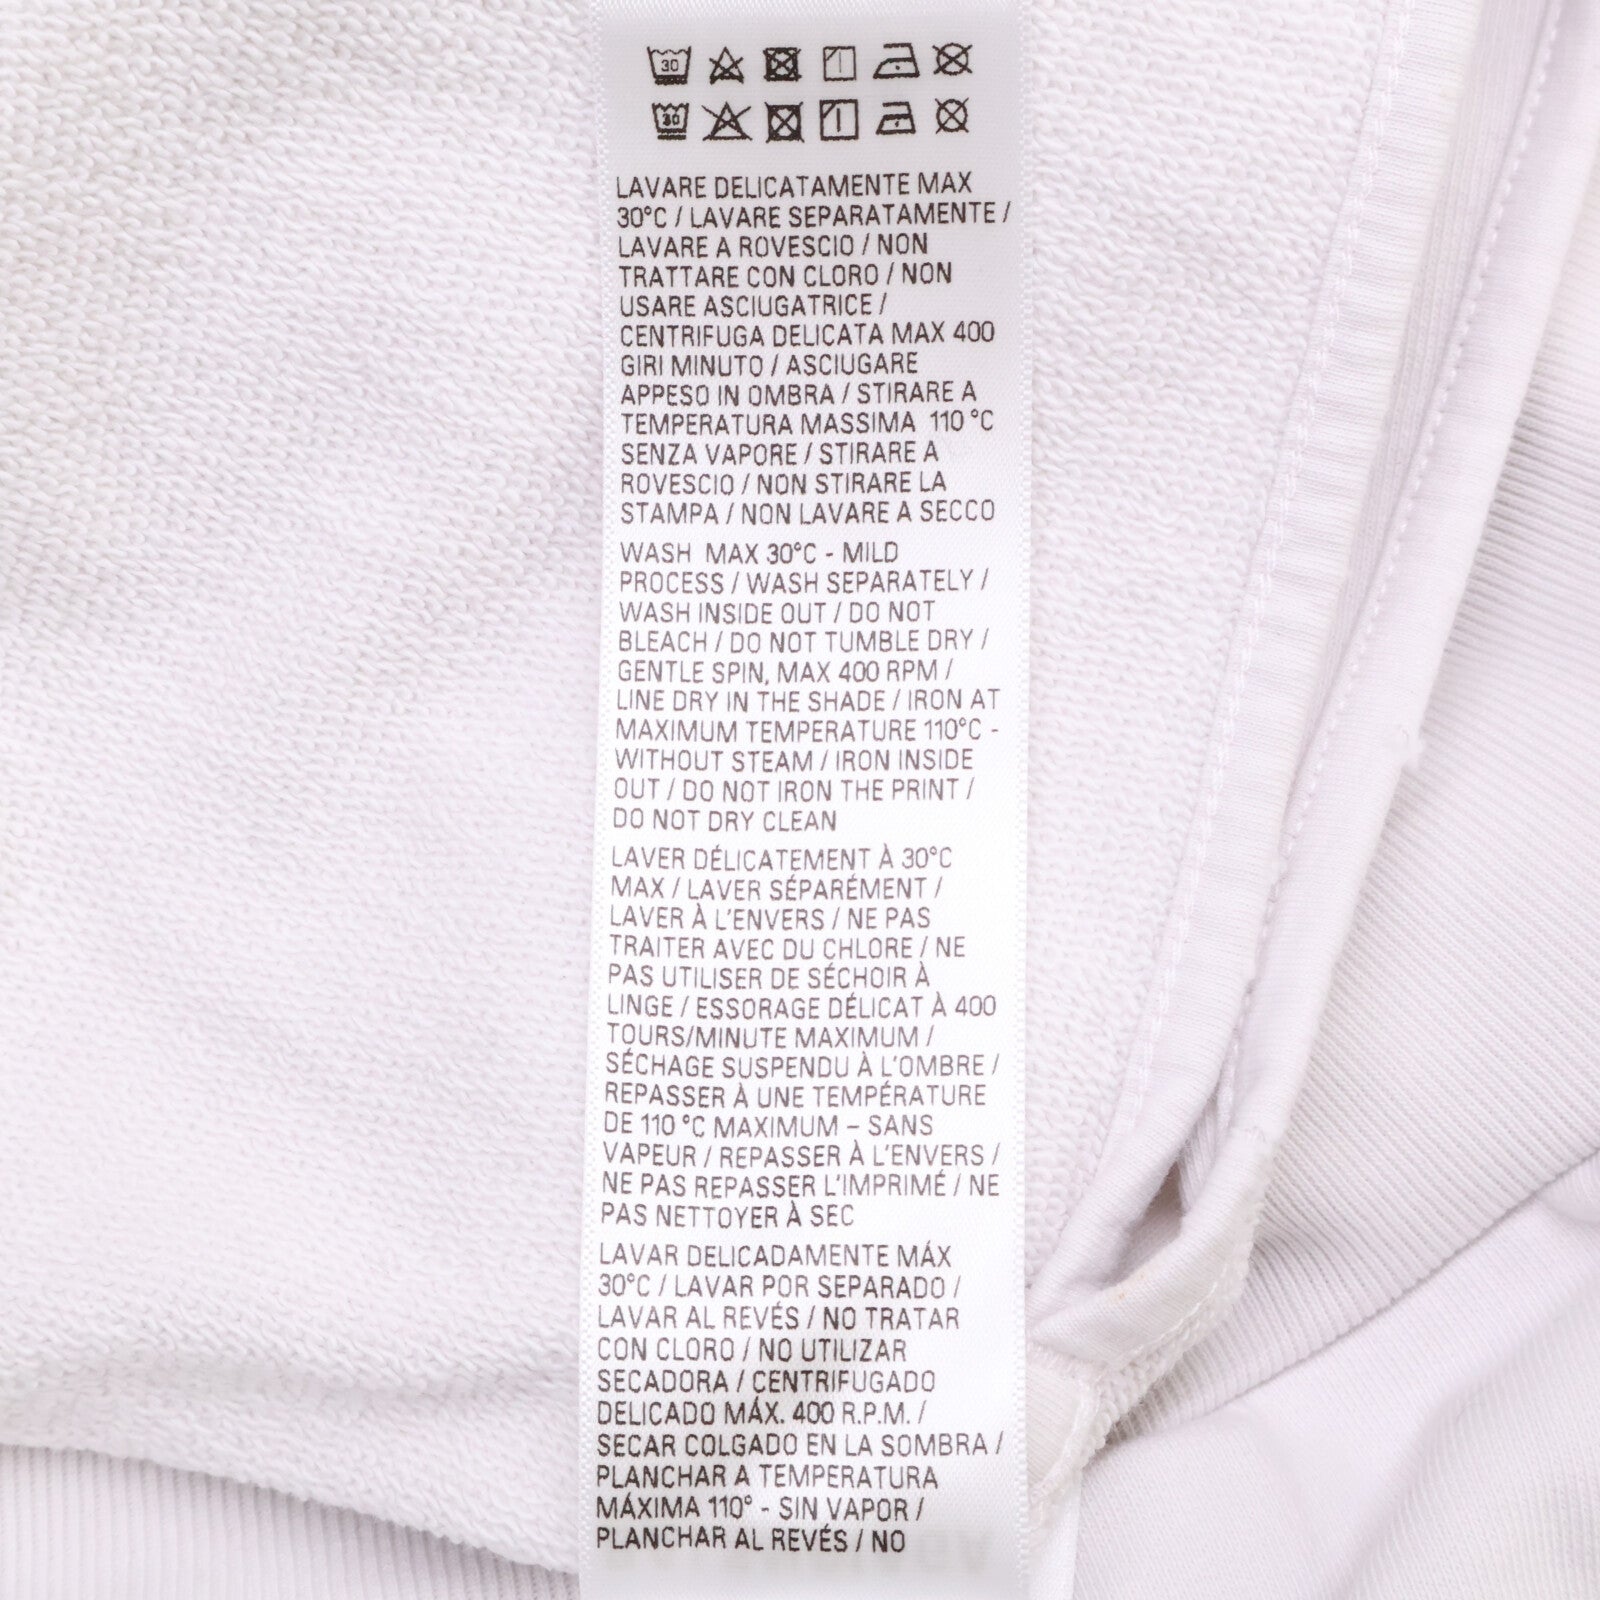 30
30
LAVARE DELICATAMENTE MAX
30°C / LAVARE SEPARATAMENTE /
LAVARE A ROVESCIO / NON
TRATTARE CON CLORO / NON
USARE ASCIUGATRICE /
CENTRIFUGA DELICATA MAX 400
GIRI MINUTO / ASCIUGARE
APPESO IN OMBRA / STIRARE A
TEMPERATURA MASSIMA 110 °C
SENZA VAPORE / STIRARE A
ROVESCIO / NON STIRARE LA
STAMPA / NON LAVARE A SECCO
WASH MAX 30°C - MILD
PROCESS / WASH SEPARATELY /
WASH INSIDE OUT / DO NOT
BLEACH / DO NOT TUMBLE DRY /
GENTLE SPIN, MAX 400 RPM /
LINE DRY IN THE SHADE / IRON AT
MAXIMUM TEMPERATURE 110°C -
WITHOUT STEAM / IRON INSIDE
OUT / DO NOT IRON THE PRINT /
DO NOT DRY CLEAN
LAVER DÉLICATEMENT À 30°C
MAX / LAVER SÉPARÉMENT /
LAVER À L'ENVERS / NE PAS
TRAITER AVEC DU CHLORE / NE
PAS UTILISER DE SÉCHOIR À
LINGE / ESSORAGE DÉLICAT À 400
TOURS/MINUTE MAXIMUM /
SÉCHAGE SUSPENDU À L'OMBRE /
REPASSER À UNE TEMPÉRATURE
DE 110 °C MAXIMUM – SANS
VAPEUR / REPASSER À L'ENVERS /
NE PAS REPASSER L'IMPRIMÉ / NE
PAS NETTOYER À SEC
LAVAR DELICADAMENTE MÁX
30°C / LAVAR POR SEPARADO /
LAVAR AL REVÉS / NO TRATAR
CON CLORO / NO UTILIZAR
SECADORA / CENTRIFUGADO
DELICADO MÁX. 400 R.P.M. /
SECAR COLGADO EN LA SOMBRA /
PLANCHAR A TEMPERATURA
MÁXIMA 110° - SIN VAPOR /
PLANCHAR AL REVÉS / NO